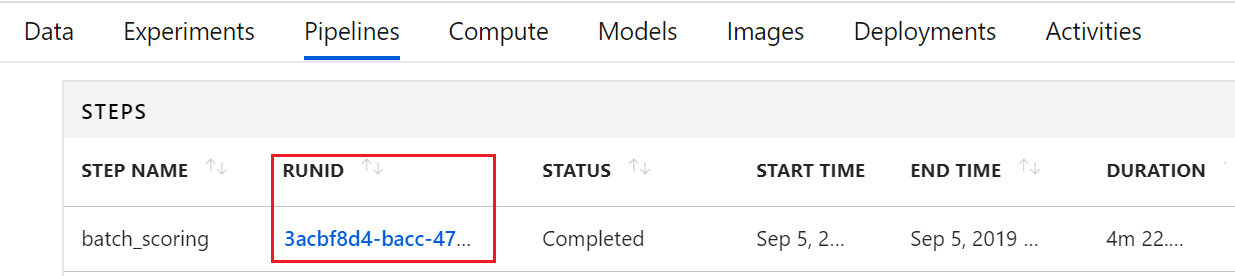 Data Experiments Pipelines Compute Models Images Deployments Activities
STEPS
STEP NAME RUNID STATUS START TIME END TIME DURATION
batch_scoring 3acbf8d4-bacc-47... Completed Sep 5, 2... Sep 5, 2019 ... 4m 22....